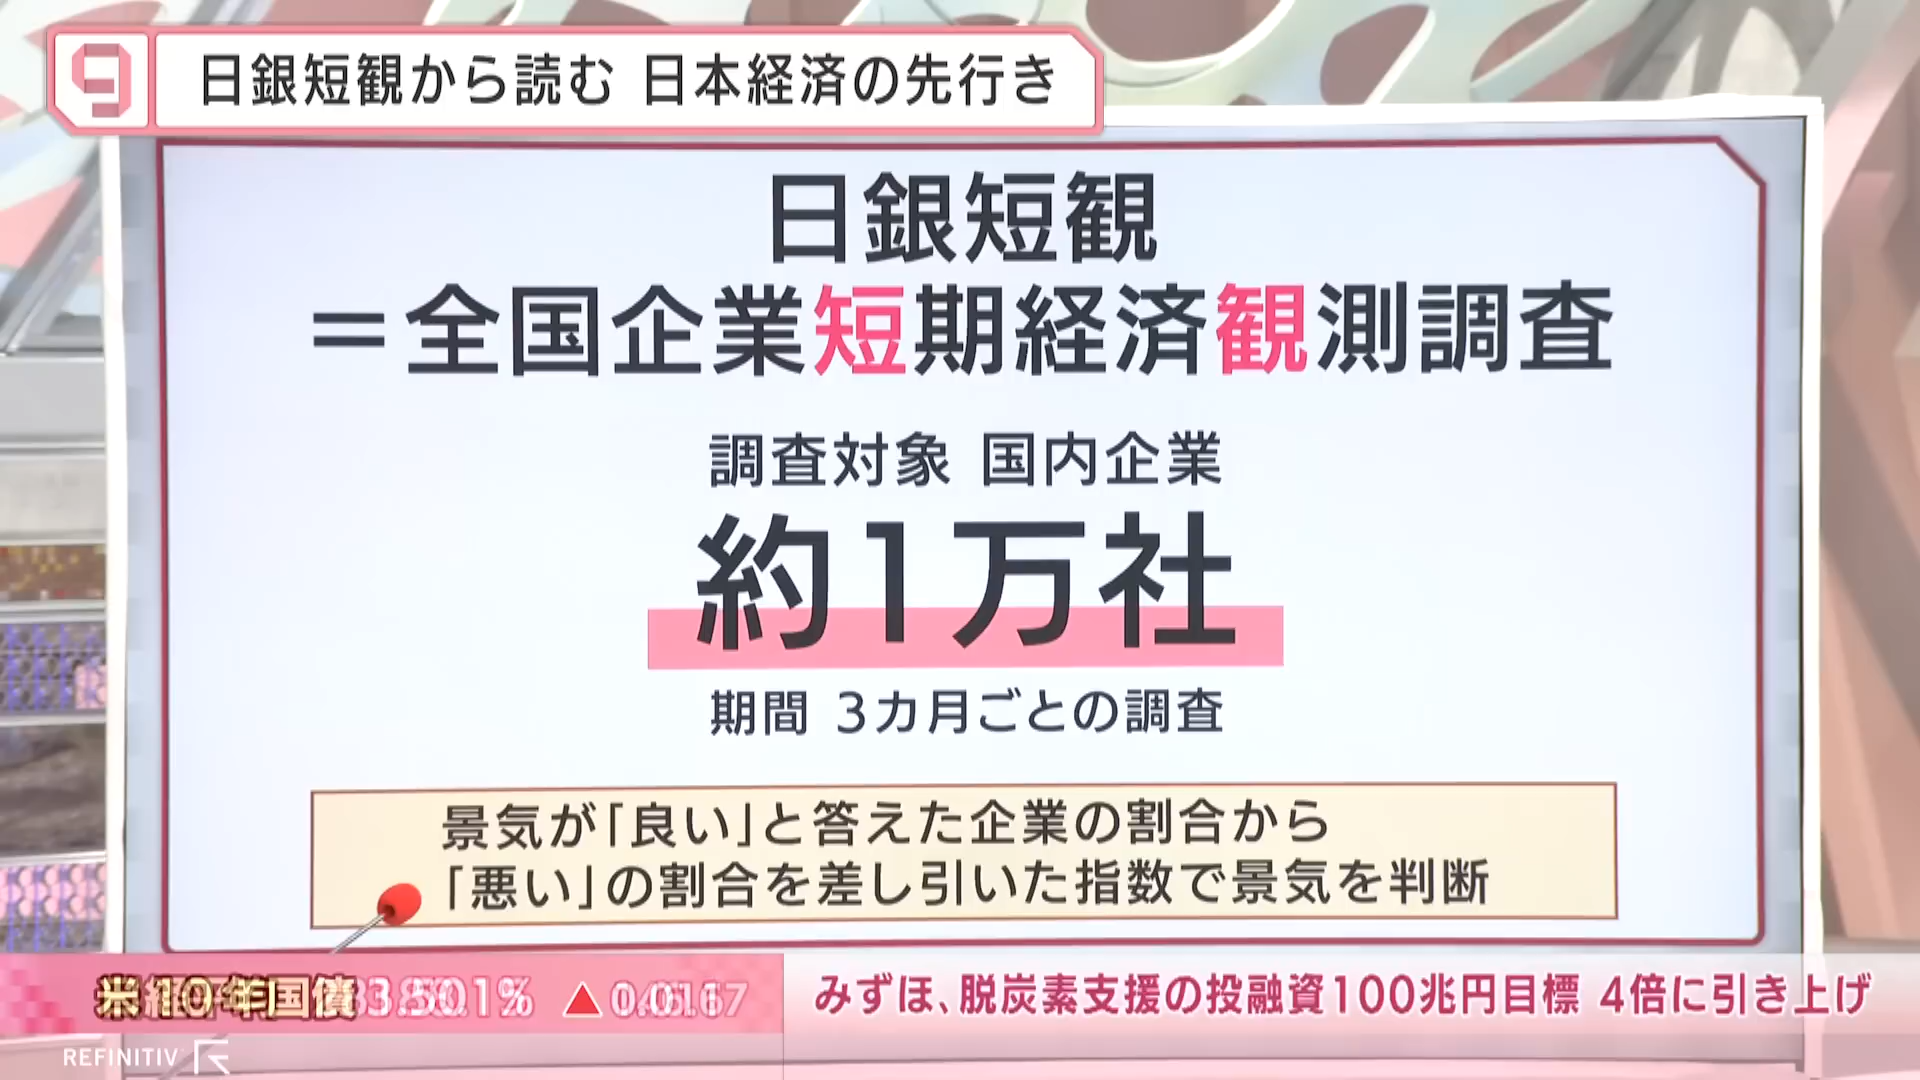 9 日銀短観から読む 日本経済の先行き
日銀短観
=全国企業短期経済観測調査
調査対象 国内企業
約1万社
期間 3カ月ごとの調査
景気が「良い」と答えた企業の割合から
「悪い」の割合を差し引いた指数で景気を判断
米10年国債
みずほ、脱炭素支援の投融資100兆円目標 4倍に引き上げ
REFINITIV